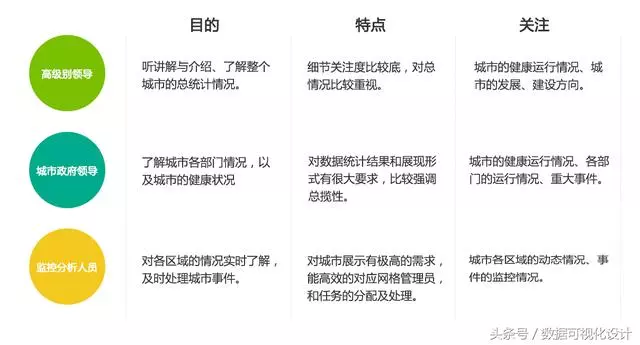 目的
特点
关注
高级别领导
听讲解与介绍、了解整个
城市的总统计情况。
细节关注度比较底，对总
情况比较重视。
城市的健康运行情况、城
市的发展、建设方向。
城市政府领导
了解城市各部门情况，以
及城市的健康状况
对数据统计结果和展现形
式有很大要求，比较强调
总揽性。
城市的健康运行情况、各部
门的运行情况、重大事件。
监控分析人员
对各区域的情况实时了解，
及时处理城市事件。
对城市展示有极高的需求，
能高效的对应网格管理员，
和任务的分配及处理。
城市各区域的动态情况、事
件的监控情况。
头条号／数据可视化设计